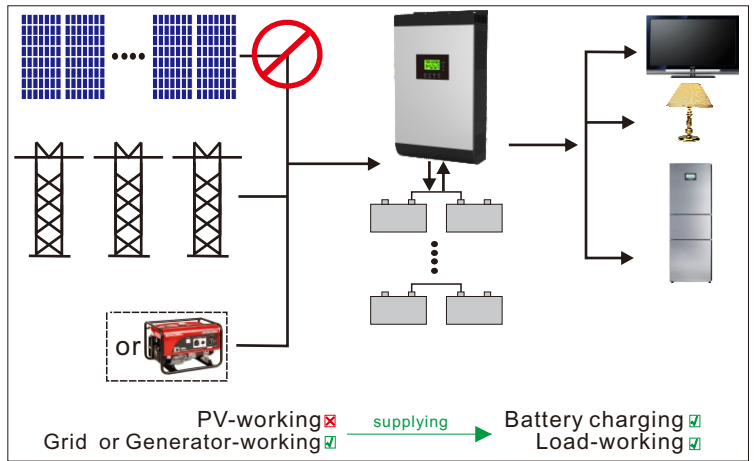 or
PV-working☒ supplying Battery charging☑
Grid or Generator-working☑ Load-working☑